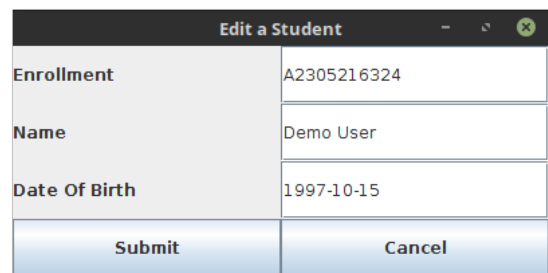 Edit a Student
Enrollment A2305216324
Name Demo User
Date Of Birth 1997-10-15
Submit Cancel